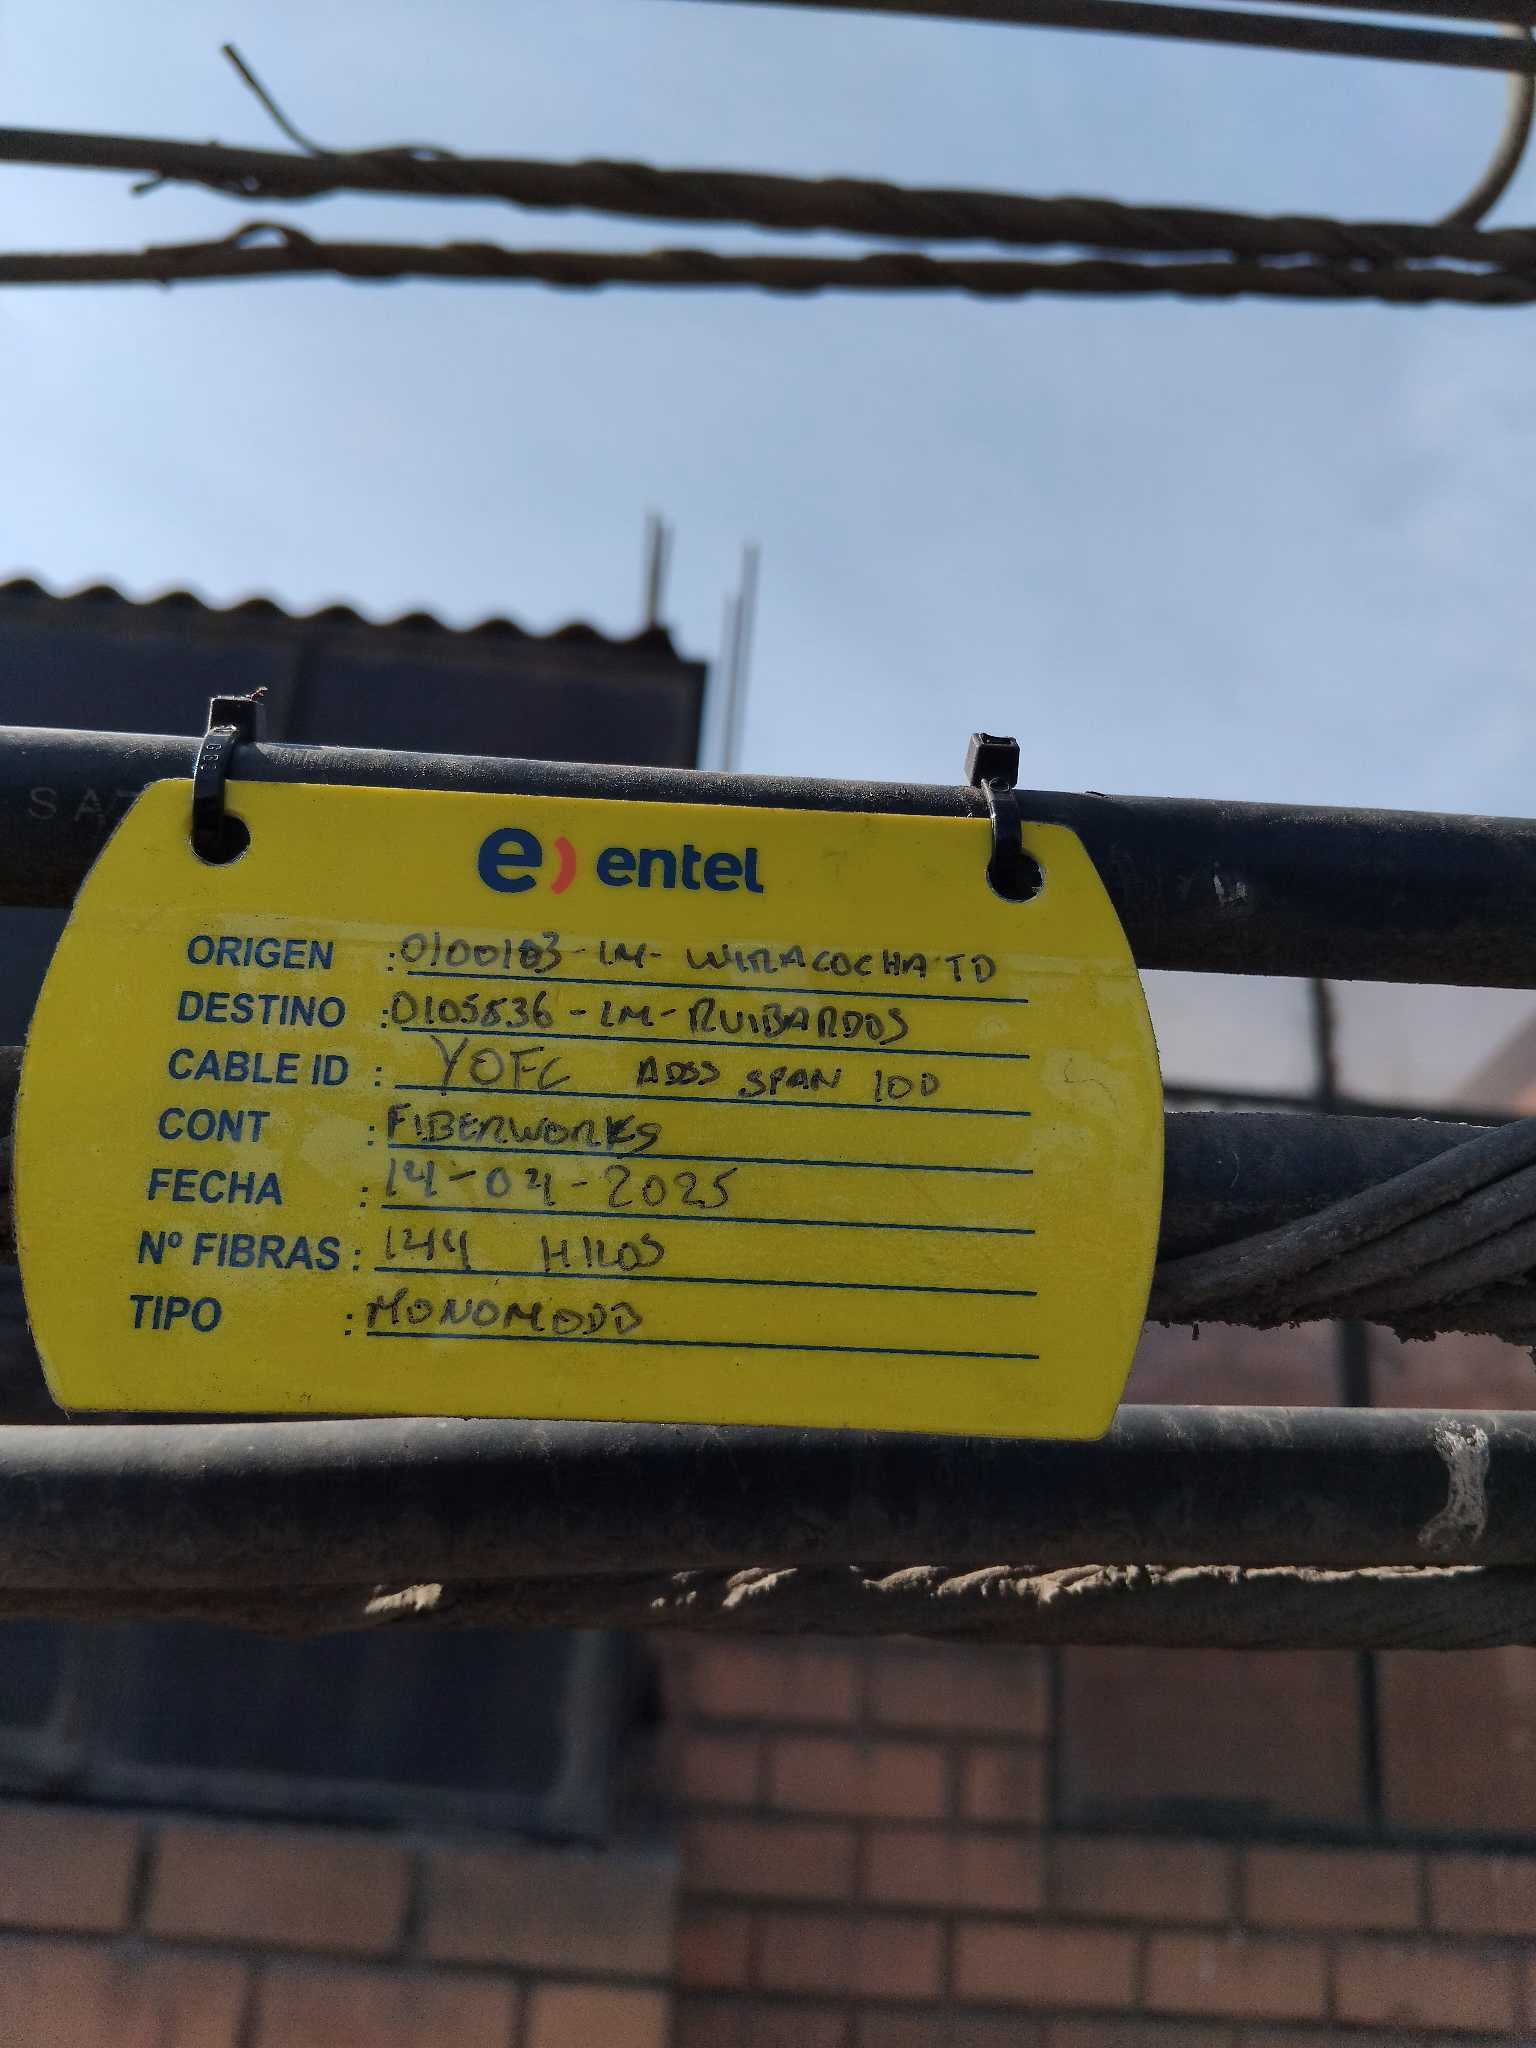 SA
e) entel
ORIGEN : 0100183-LM-WIRACOCHA TD
DESTINO : 0105836-LM-RUIBARDOS
CABLE ID : YOFC ADSS SPAN 100
CONT : FIBERWORKS
FECHA : 14-04-2025
Nº FIBRAS : 144 HILOS
TIPO : MONOMODO